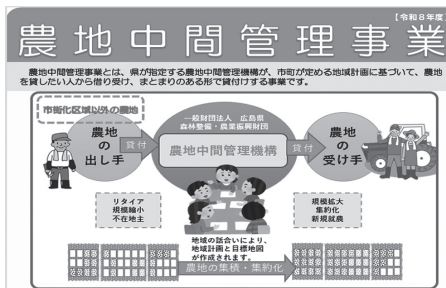 【令和8年度
農地中間管理事業
農地中間管理事業とは、県が指定する農地中間管理機構が、市町が定める地域計画に基づいて、農地
を貸したい人から借り受け、まとまりのある形で貸付けする事業です。
市街化区域以外の農地
一般財団法人 広島県
森林整備・農業振興財団
農地中間管理機構
農地
の
出し手
貸付
貸付
農地
の
受け手
リタイア
規模縮小
不在地主
規模拡大
集約化
新規就農
地域の話合いにより、
地域計画と目標地図
が作成されます。
農地の集積・集約化